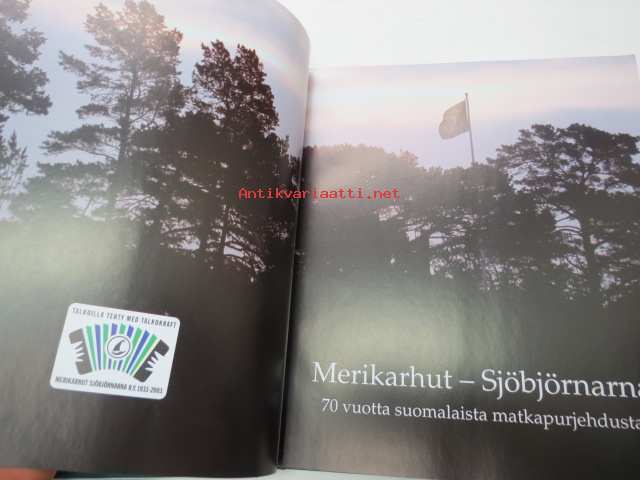 Antikvariaatti.net
TALKOILLA TEHTY MED TALKOKRAFT
MERIKARHUT SJÖBJÖRNARNA R.Y. 1933-2003
Merikarhut – Sjöbjörnarna
70 vuotta suomalaista matkapurjehdusta